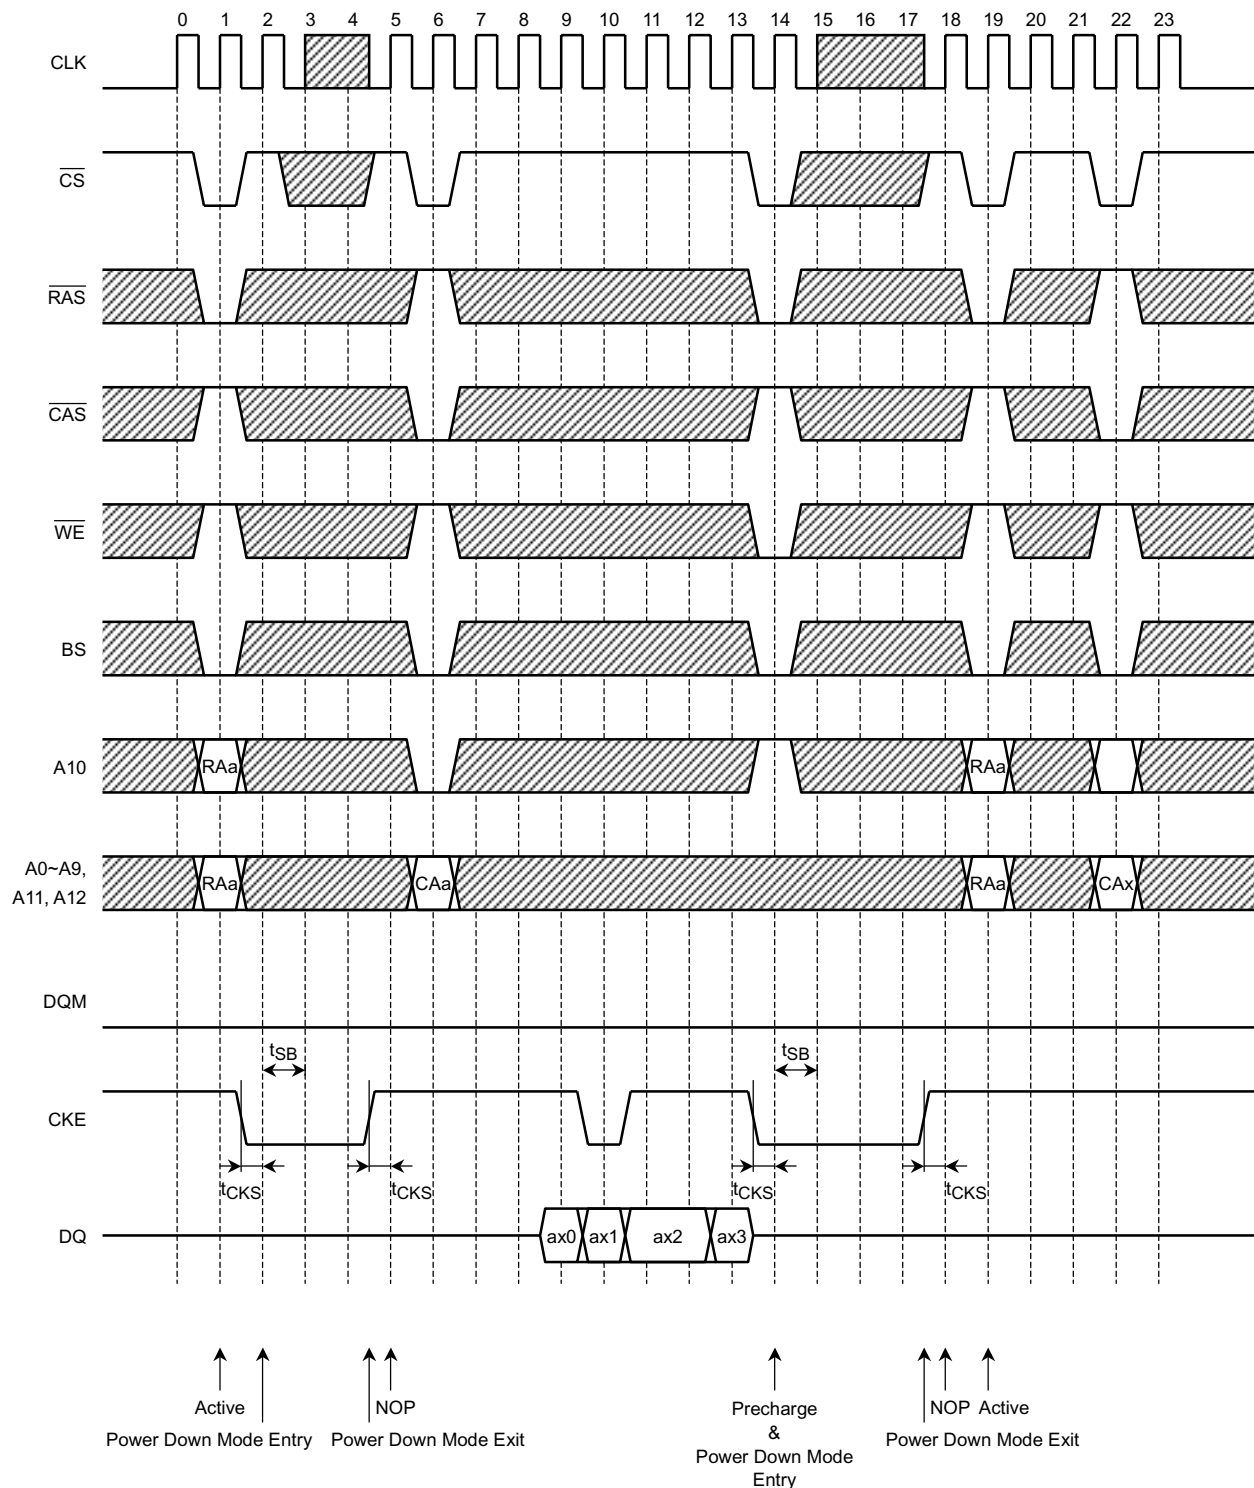 0 1 2 3 4 5 6 7 8 9 10 11 12 13 14 15 16 17 18 19 20 21 22 23
CLK
CS
RAS
CAS
WE
BS
A10
RAa RAa
A0~A9,
A11, A12
RAa CAa RAa CAx
DQM
tSB tSB
CKE
tCKS tCKS tCKS tCKS
DQ
ax0 ax1 ax2 ax3
Active NOP Precharge NOP Active
&
Power Down Mode Entry Power Down Mode Exit Power Down Mode Power Down Mode Exit
Entry